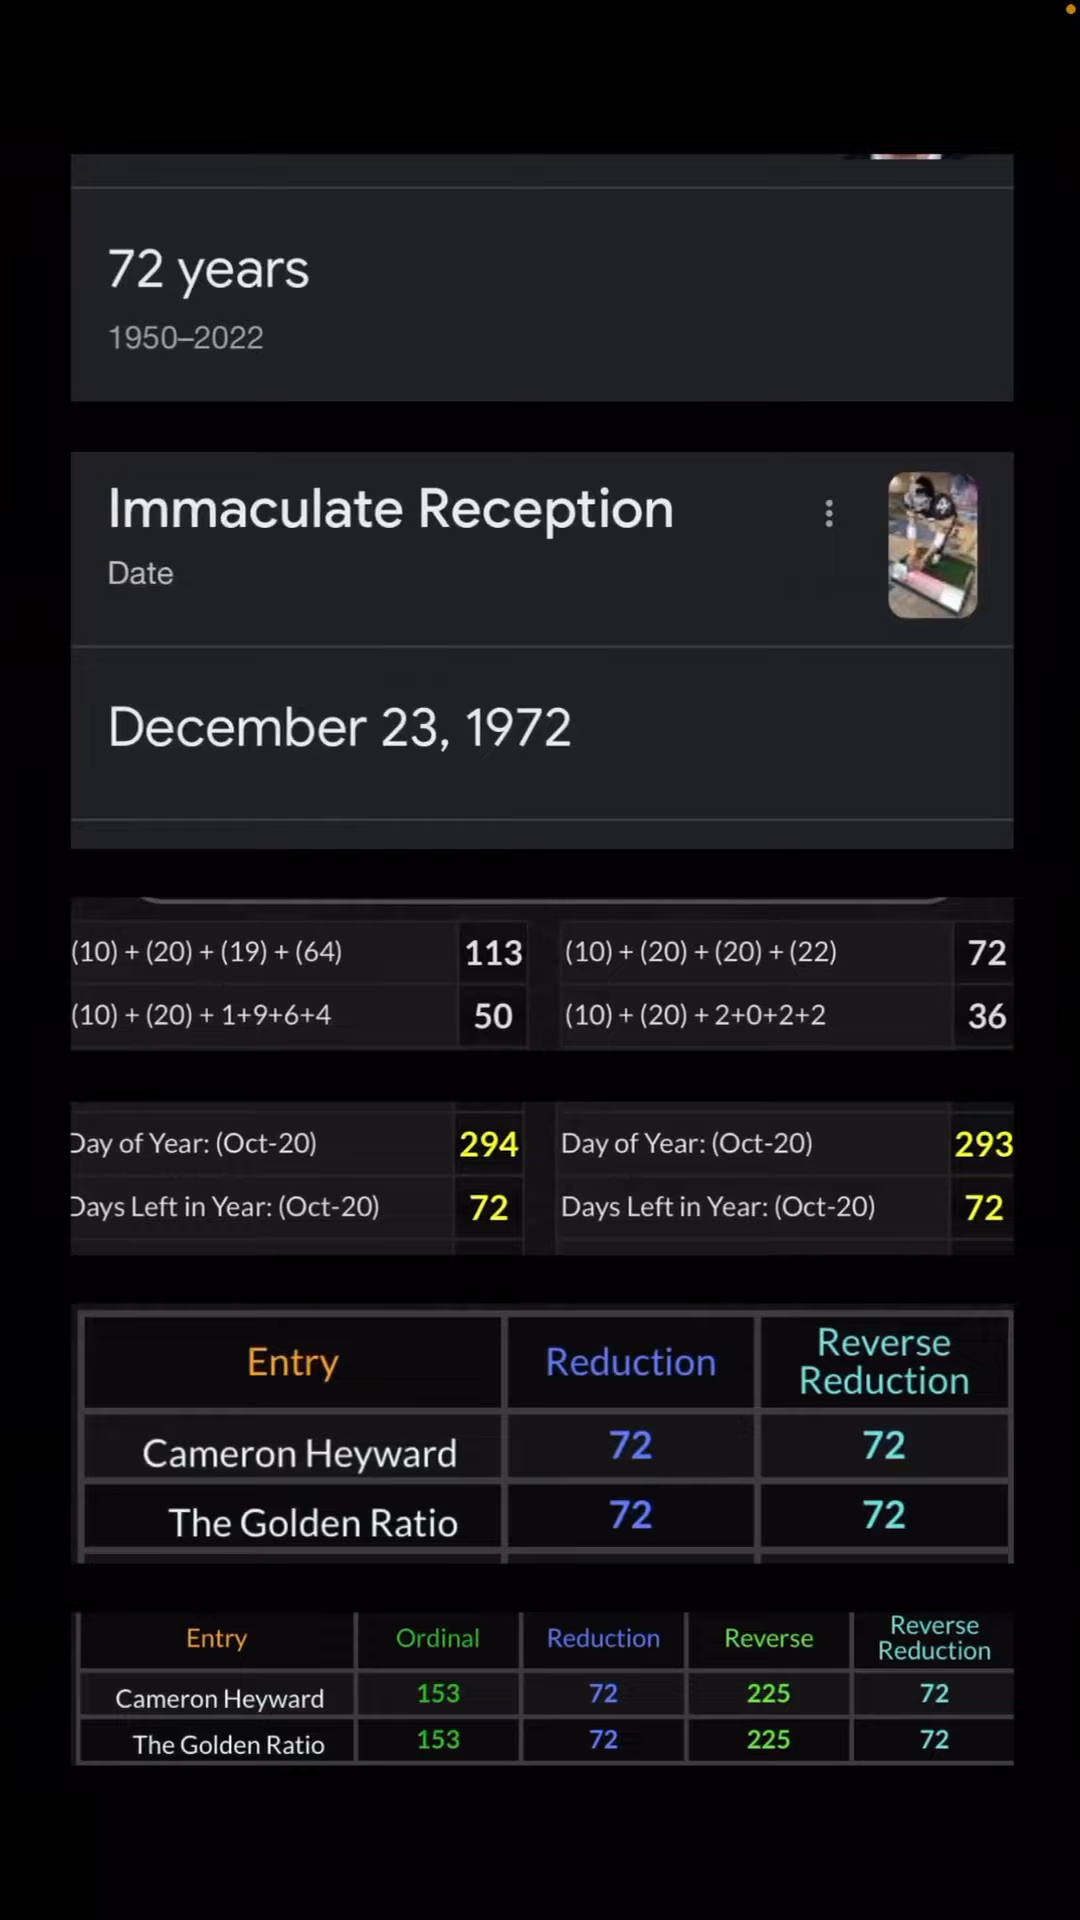 72 years
1950–2022
Immaculate Reception
Date
December 23, 1972
(10) + (20) + (19) + (64) 113 (10) + (20) + (20) + (22) 72
(10) + (20) + 1+9+6+4 50 (10) + (20) + 2+0+2+2 36
Day of Year: (Oct-20) 294 Day of Year: (Oct-20) 293
Days Left in Year: (Oct-20) 72 Days Left in Year: (Oct-20) 72
Entry Reduction Reverse Reduction
Cameron Heyward 72 72
The Golden Ratio 72 72
Entry Ordinal Reduction Reverse Reverse Reduction
Cameron Heyward 153 72 225 72
The Golden Ratio 153 72 225 72